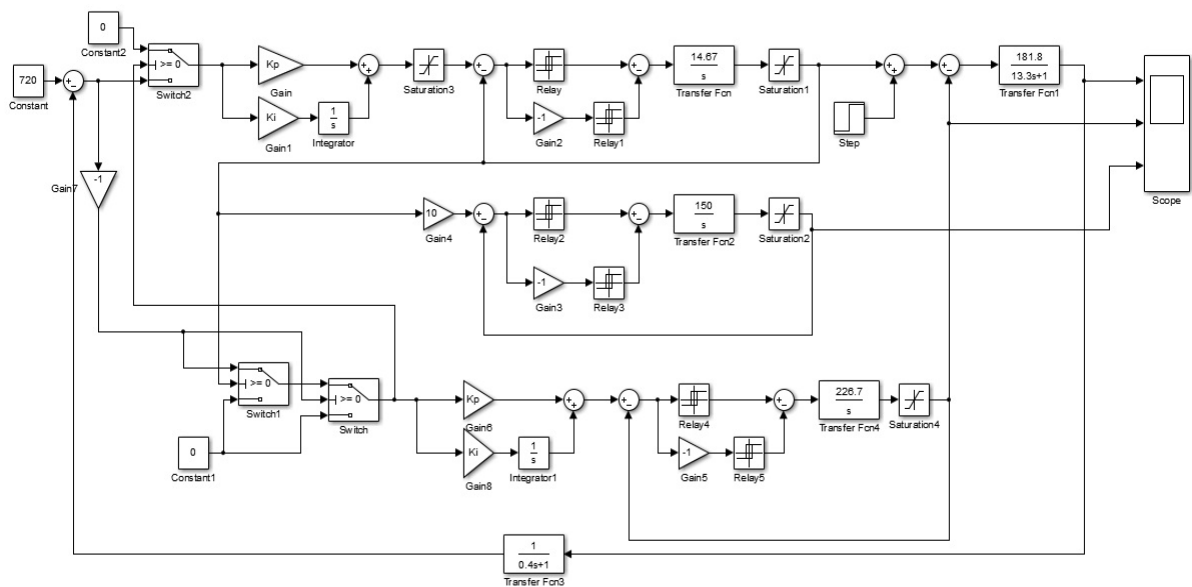 0
Constant2
720
Constant
>= 0
Switch2
Kp
Gain
Ki
Gain1
1
s
Integrator
Saturation3
Relay
-1
Gain2
Relay1
14.67
s
Transfer Fcn
Saturation1
Step
181.8
13.3s+1
Transfer Fcn1
Scope
-1
Gain7
10
Gain4
Relay2
-1
Gain3
Relay3
150
s
Transfer Fcn2
Saturation2
>= 0
Switch1
>= 0
Switch
0
Constant1
Kp
Gain6
Ki
Gain8
1
s
Integrator1
Relay4
-1
Gain5
Relay5
226.7
s
Transfer Fcn4
Saturation4
1
0.4s+1
Transfer Fcn3